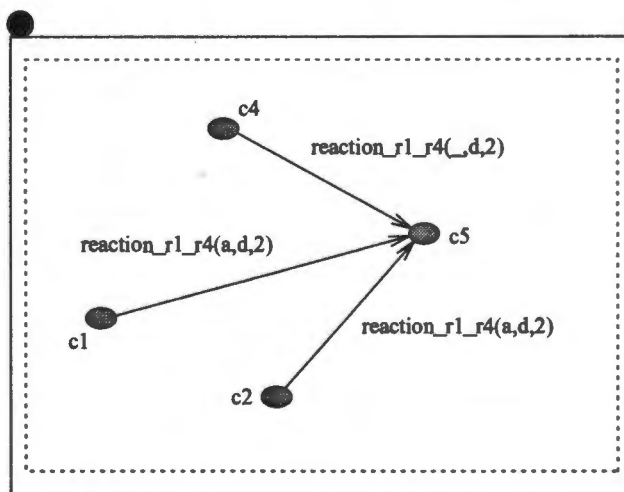 c4
reaction_r1_r4(_,d,2)
c5
reaction_r1_r4(a,d,2)
c1
reaction_r1_r4(a,d,2)
c2